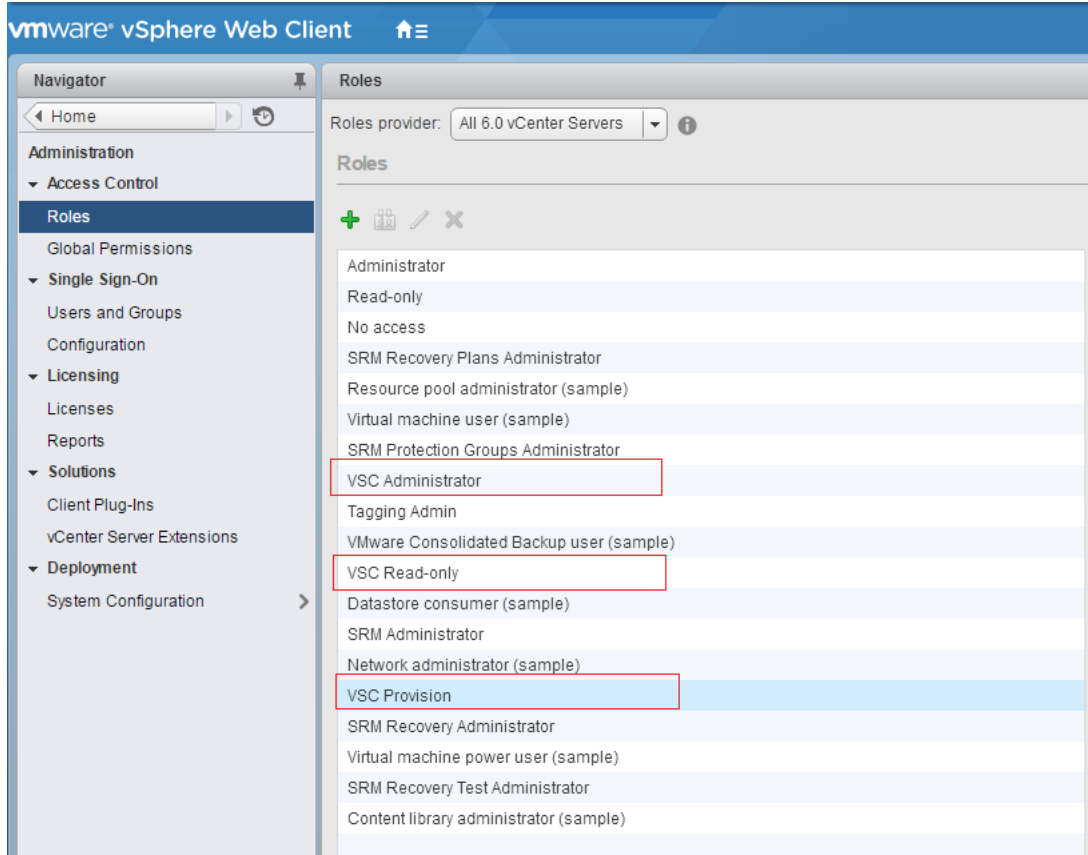 vmware® vSphere Web Client
Navigator
Home
Administration
Access Control
Roles
Global Permissions
Single Sign-On
Users and Groups
Configuration
Licensing
Licenses
Reports
Solutions
Client Plug-Ins
vCenter Server Extensions
Deployment
System Configuration
Roles
Roles provider: All 6.0 vCenter Servers
Roles
Administrator
Read-only
No access
SRM Recovery Plans Administrator
Resource pool administrator (sample)
Virtual machine user (sample)
SRM Protection Groups Administrator
VSC Administrator
Tagging Admin
VMware Consolidated Backup user (sample)
VSC Read-only
Datastore consumer (sample)
SRM Administrator
Network administrator (sample)
VSC Provision
SRM Recovery Administrator
Virtual machine power user (sample)
SRM Recovery Test Administrator
Content library administrator (sample)